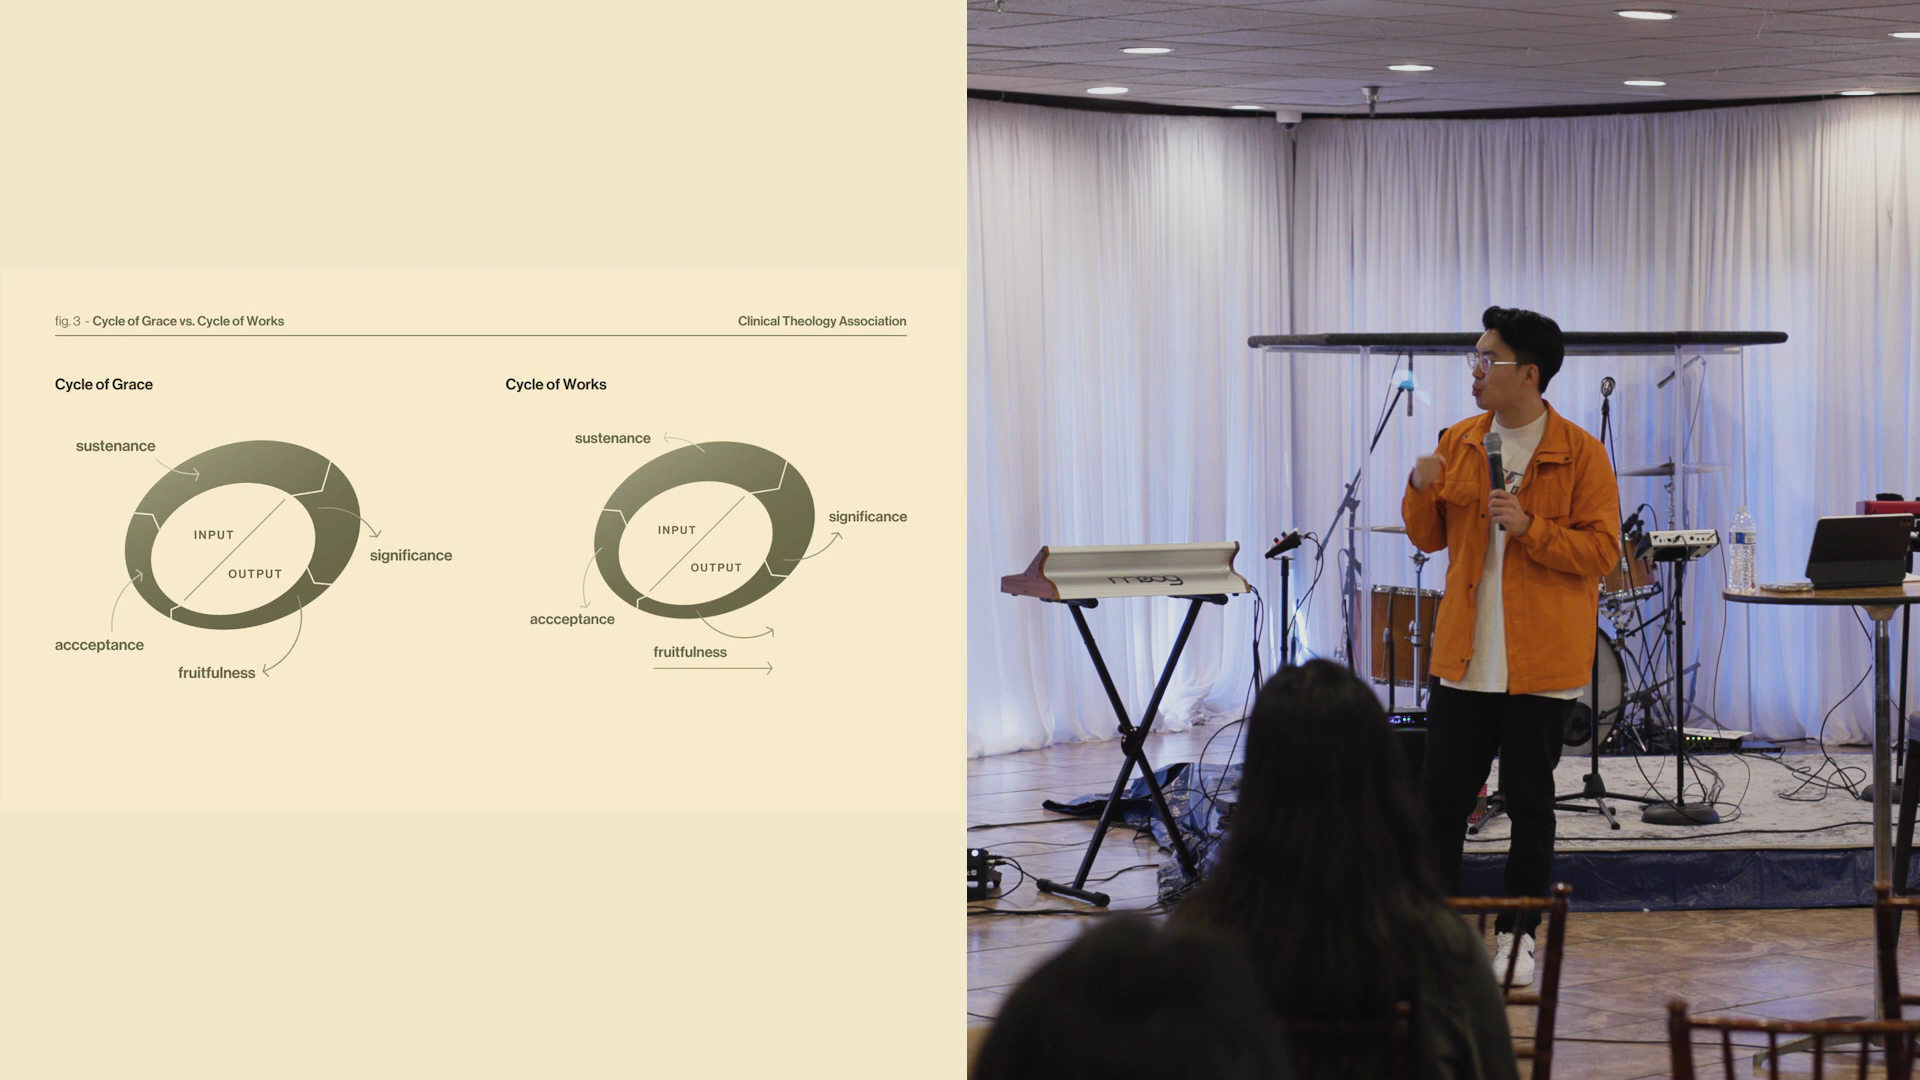 fig. 3 - Cycle of Grace vs. Cycle of Works
Clinical Theology Association
Cycle of Grace
sustenance
INPUT
OUTPUT
significance
accceptance
fruitfulness
Cycle of Works
sustenance
INPUT
OUTPUT
significance
accceptance
fruitfulness
moog